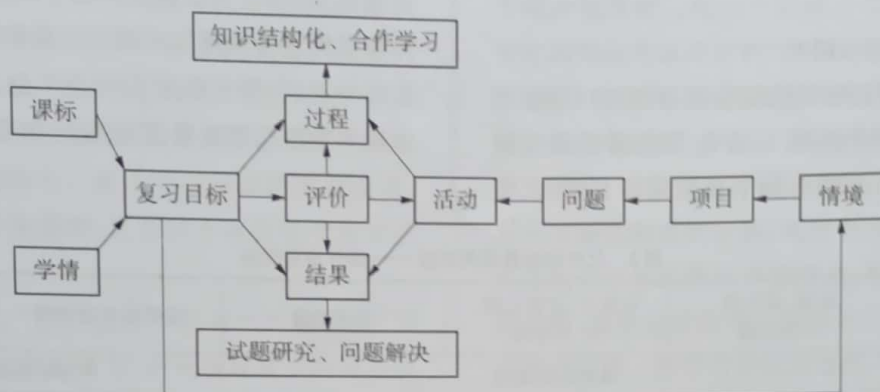 知识结构化、合作学习
课标
过程
复习目标
评价
活动
问题
项目
情境
学情
结果
试题研究、问题解决